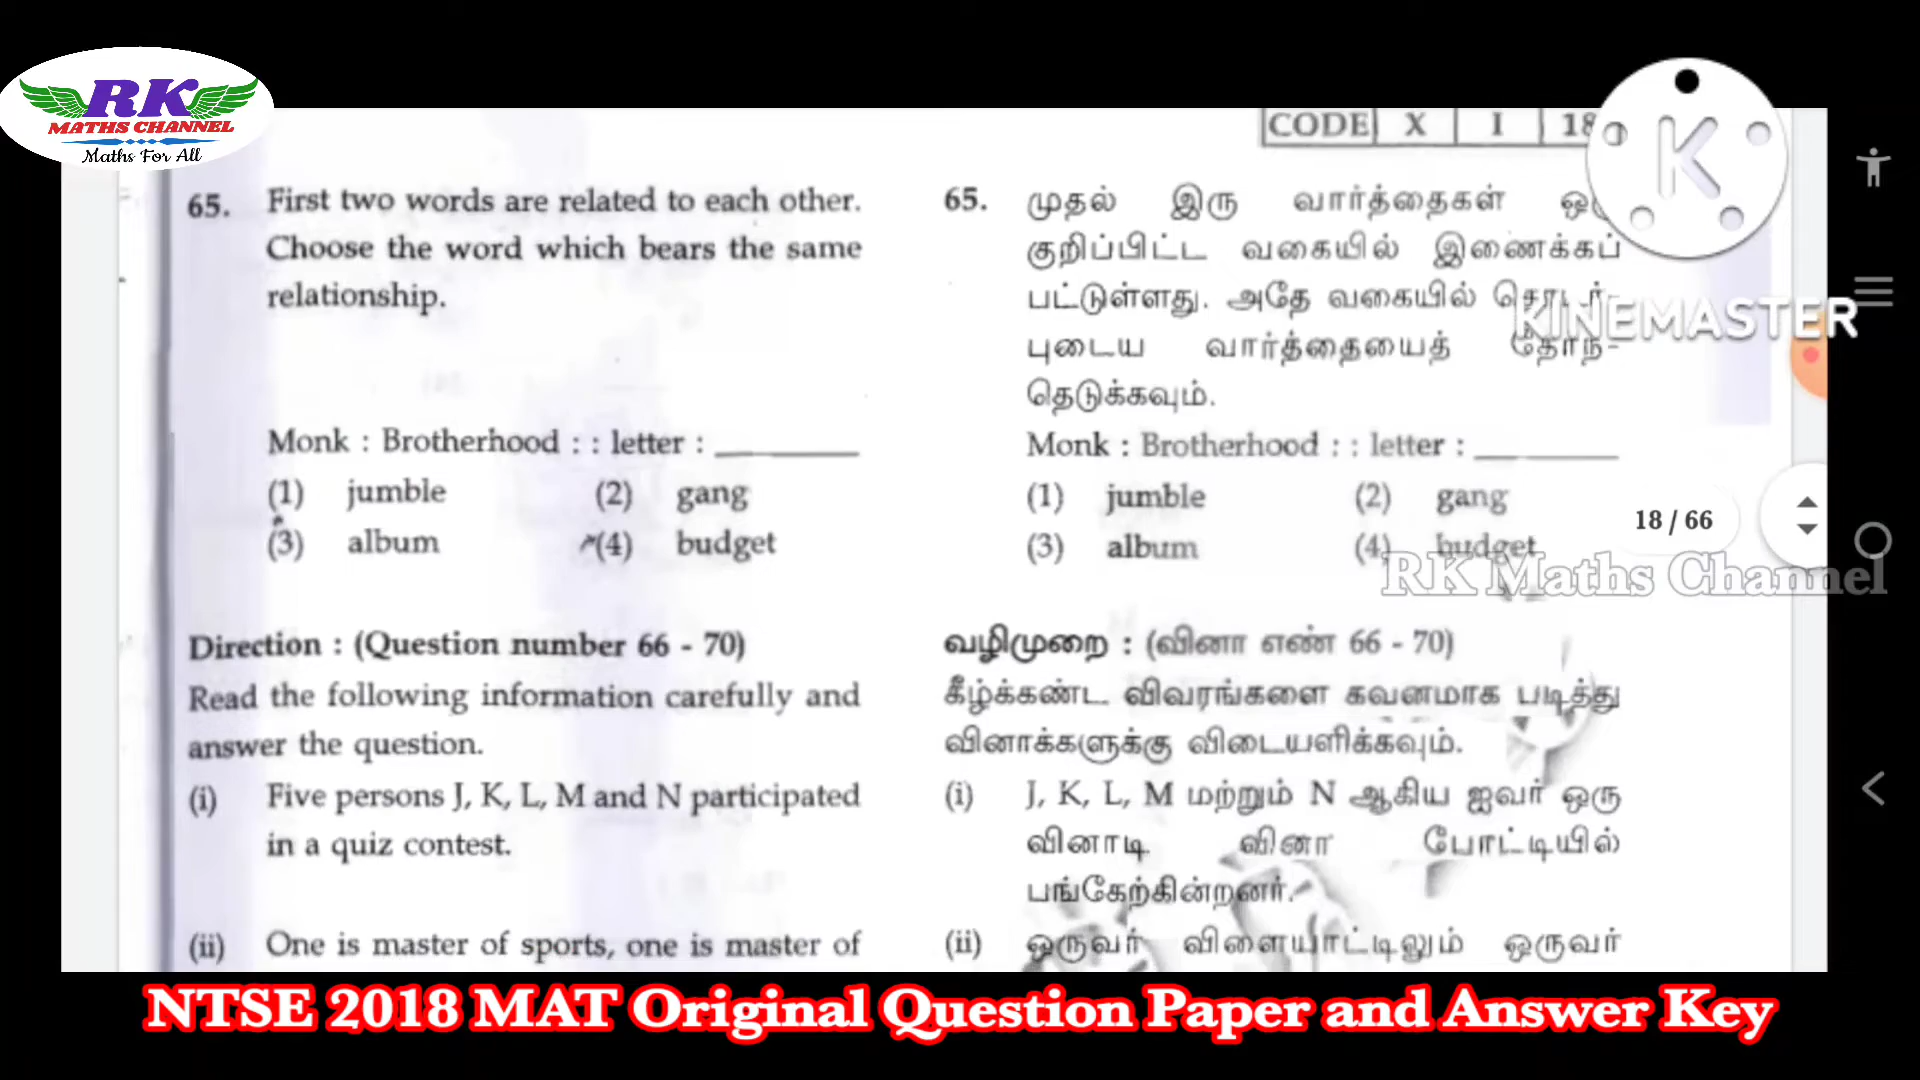 RK
MATHS CHANNEL
Maths For All
CODE X I 18
65. First two words are related to each other.
Choose the word which bears the same
relationship.
Monk : Brotherhood : : letter : ________
(1) jumble (2) gang
(3) album (4) budget
Direction : (Question number 66 - 70)
Read the following information carefully and
answer the question.
(i) Five persons J, K, L, M and N participated
in a quiz contest.
(ii) One is master of sports, one is master of
65. முதல் இரு வார்த்தைகள்
குறிப்பிட்ட வகையில் இணைக்கப்
பட்டுள்ளது. அதே வகையில் தொடர்-
புடைய வார்த்தையைத் தேர்ந்-
தெடுக்கவும்.
Monk : Brotherhood : : letter : ________
(1) jumble (2) gang
(3) album (4) budget
வழிமுறை : (வினா எண் 66 - 70)
கீழ்க்கண்ட விவரங்களை கவனமாக படித்து
வினாக்களுக்கு விடையளிக்கவும்.
(i) J, K, L, M மற்றும் N ஆகிய ஐவர் ஒரு
வினாடி வினா போட்டியில்
பங்கேற்கின்றனர்.
(ii) ஒருவர் விளையாட்டிலும் ஒருவர்
K
KINEMASTER
18 / 66
RK Maths Channel
NTSE 2018 MAT Original Question Paper and Answer Key